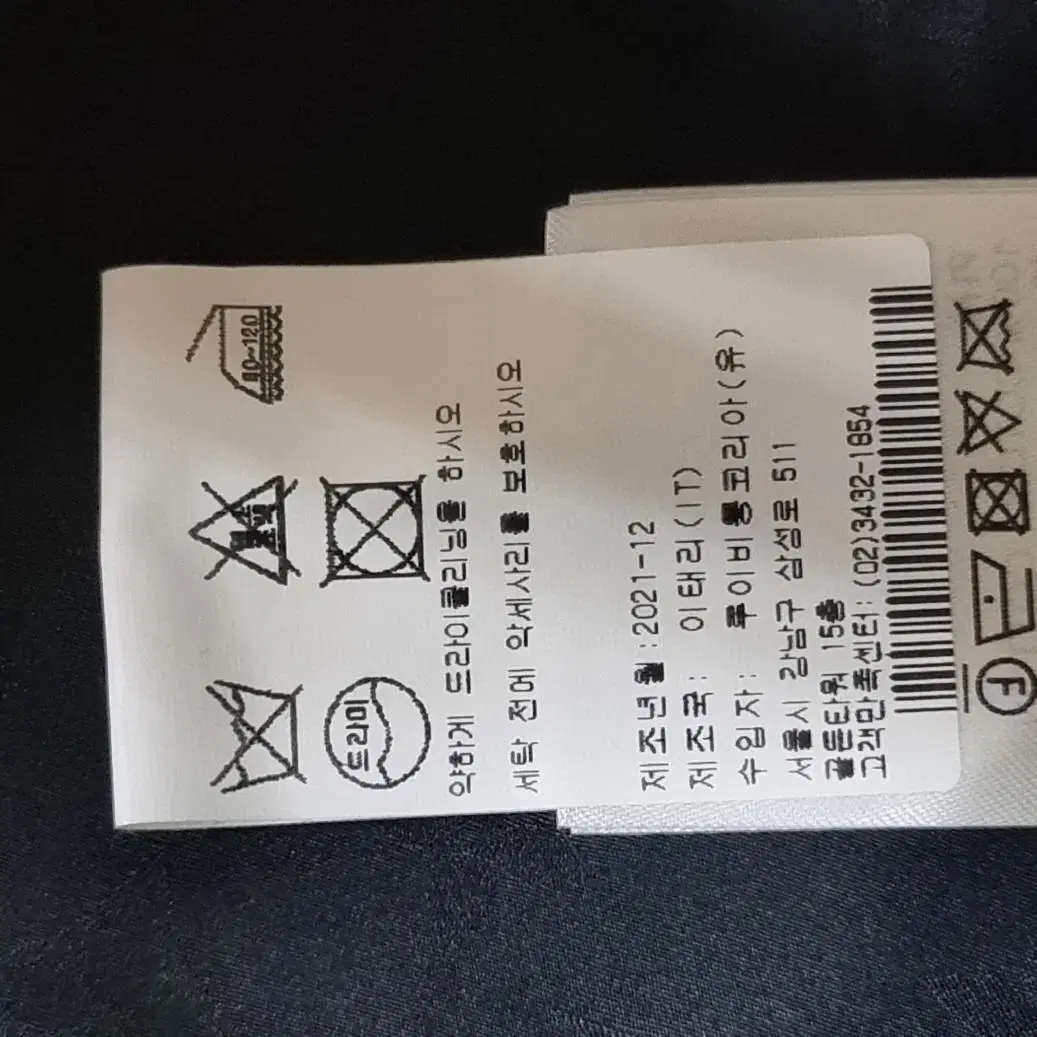 80~120
표백
드라이
약하게 드라이클리닝을 하시오
세탁 전에 악세사리를 보호하시오
제조년월:2021-12
제조국: 이태리(IT)
수입자: 루이비통코리아(유)
서울시 강남구 삼성로 511
골든타워 15층
고객만족센터:(02)3432-1854
F